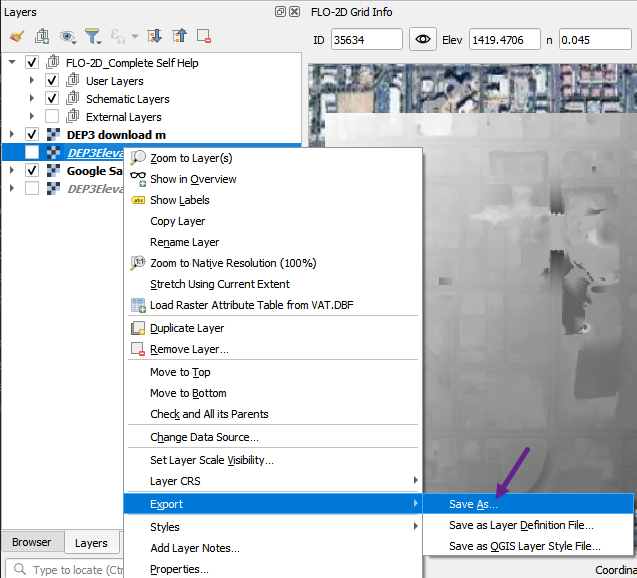 Layers
FLO-2D Grid Info
ID 35634 Elev 1419.4706 n 0.045
FLO-2D_Complete Self Help
User Layers
Schematic Layers
External Layers
DEP3 download m
DEP3Eleva
Google Sa
DEP3Eleva
Zoom to Layer(s)
Show in Overview
abc Show Labels
Copy Layer
Rename Layer
Zoom to Native Resolution (100%)
Stretch Using Current Extent
Load Raster Attribute Table from VAT.DBF
Duplicate Layer
Remove Layer...
Move to Top
Move to Bottom
Check and All its Parents
Change Data Source...
Set Layer Scale Visibility...
Layer CRS
Export
Save As...
Styles
Save as Layer Definition File...
Add Layer Notes...
Save as QGIS Layer Style File...
Properties...
Browser Layers
Type to locate (Ctr
Coordina